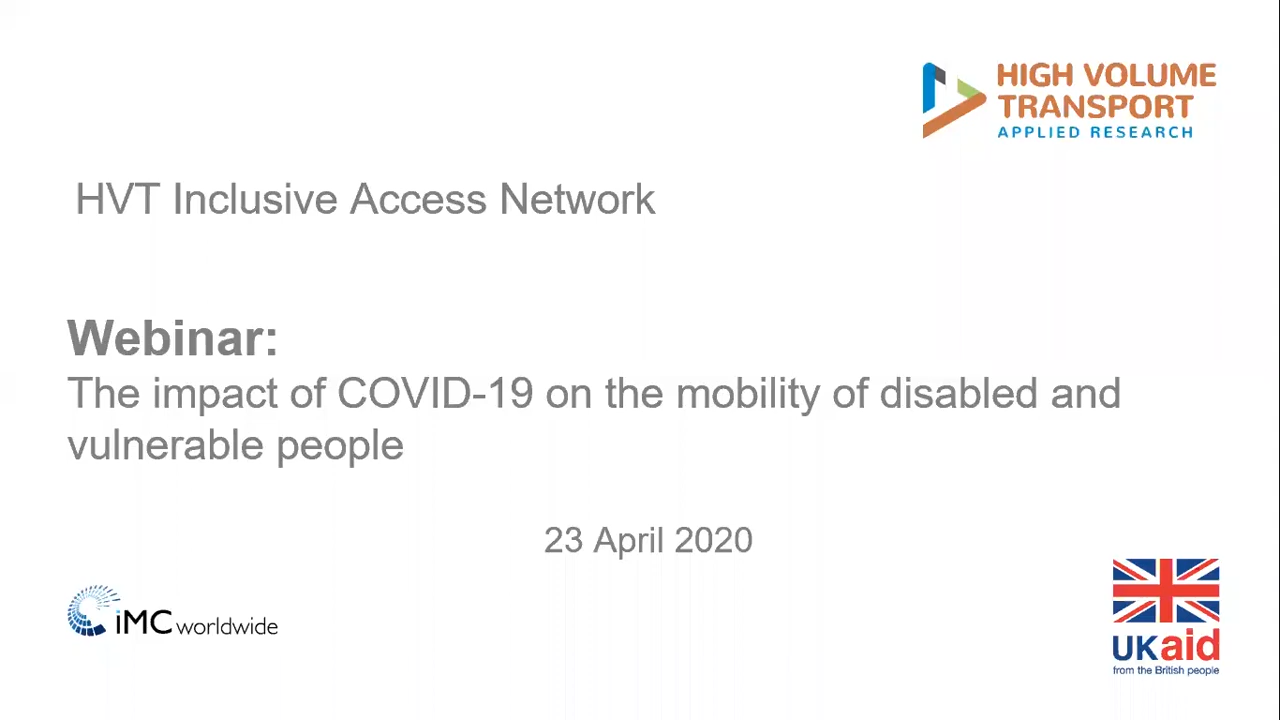 HIGH VOLUME
TRANSPORT
APPLIED RESEARCH
HVT Inclusive Access Network
Webinar:
The impact of COVID-19 on the mobility of disabled and
vulnerable people
23 April 2020
iMC worldwide
UKaid
from the British people